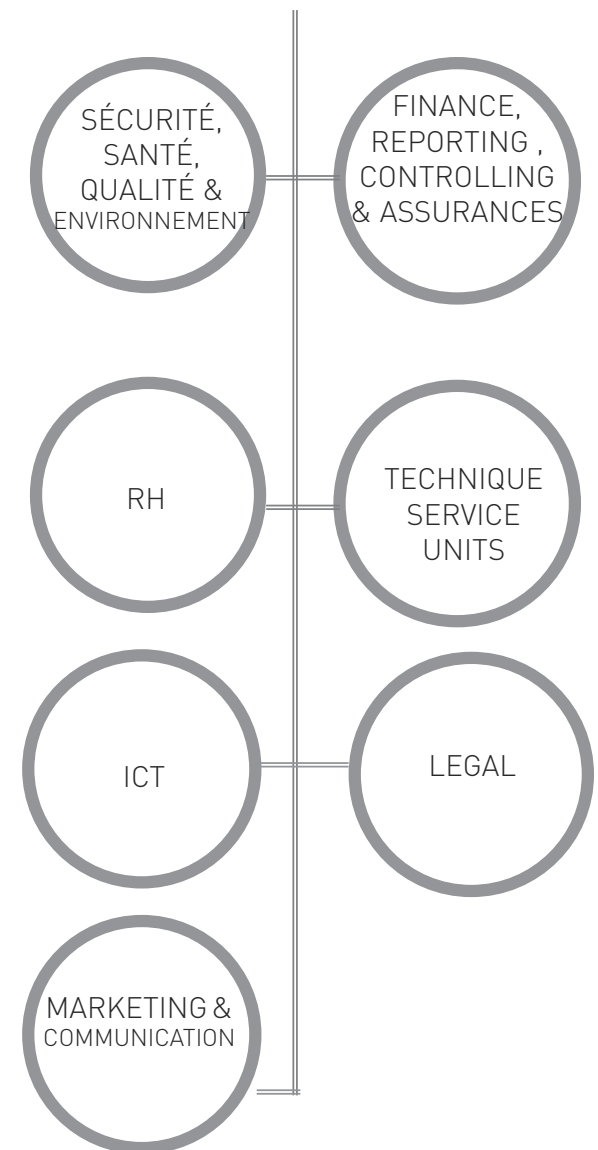 SÉCURITÉ,
SANTÉ,
QUALITÉ &
ENVIRONNEMENT
FINANCE,
REPORTING ,
CONTROLLING
& ASSURANCES
RH
TECHNIQUE
SERVICE
UNITS
ICT
LEGAL
MARKETING &
COMMUNICATION